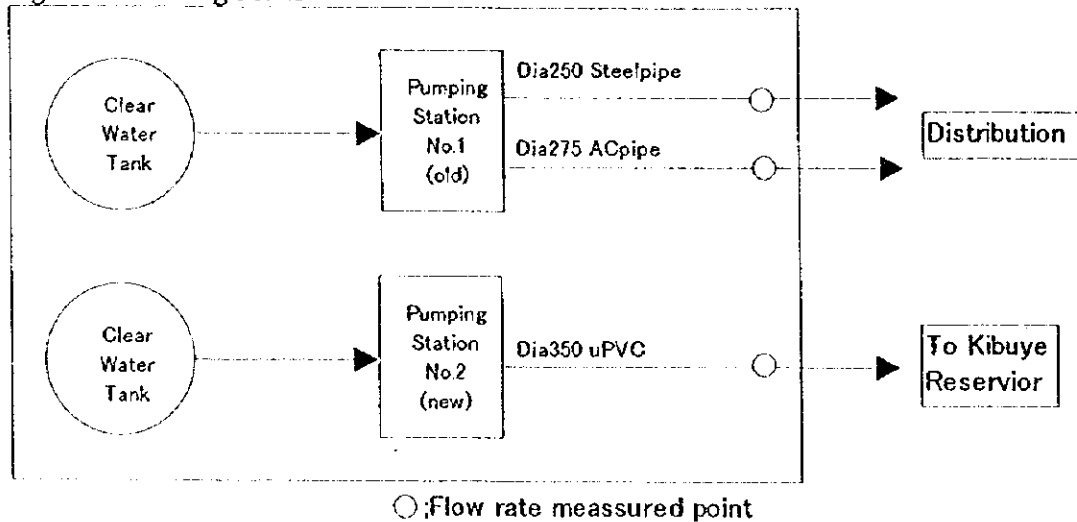 Clear
Water
Tank
Pumping
Station
No.1
(old)
Dia250 Steelpipe
Dia275 ACpipe
Distribution
Clear
Water
Tank
Pumping
Station
No.2
(new)
Dia350 uPVC
To Kibuye
Reservior
;Flow rate meassured point